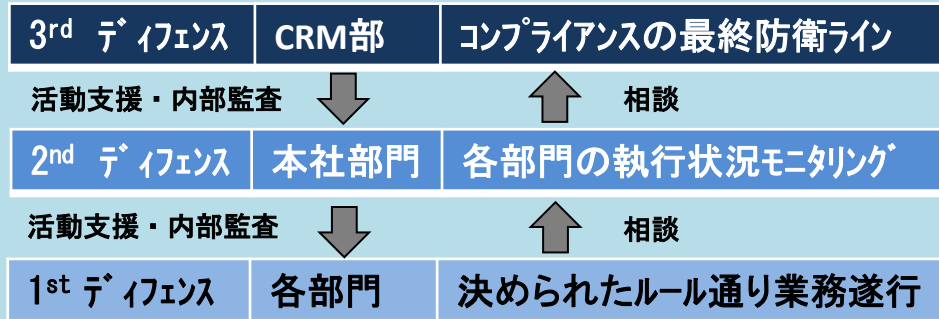 3rd ﾃﾞｨﾌｪﾝｽ CRM部 ｺﾝﾌﾟﾗｲｱﾝｽの最終防衛ﾗｲﾝ
活動支援・内部監査 相談
2nd ﾃﾞｨﾌｪﾝｽ 本社部門 各部門の執行状況ﾓﾆﾀﾘﾝｸﾞ
活動支援・内部監査 相談
1st ﾃﾞｨﾌｪﾝｽ 各部門 決められたﾙｰﾙ通り業務遂行